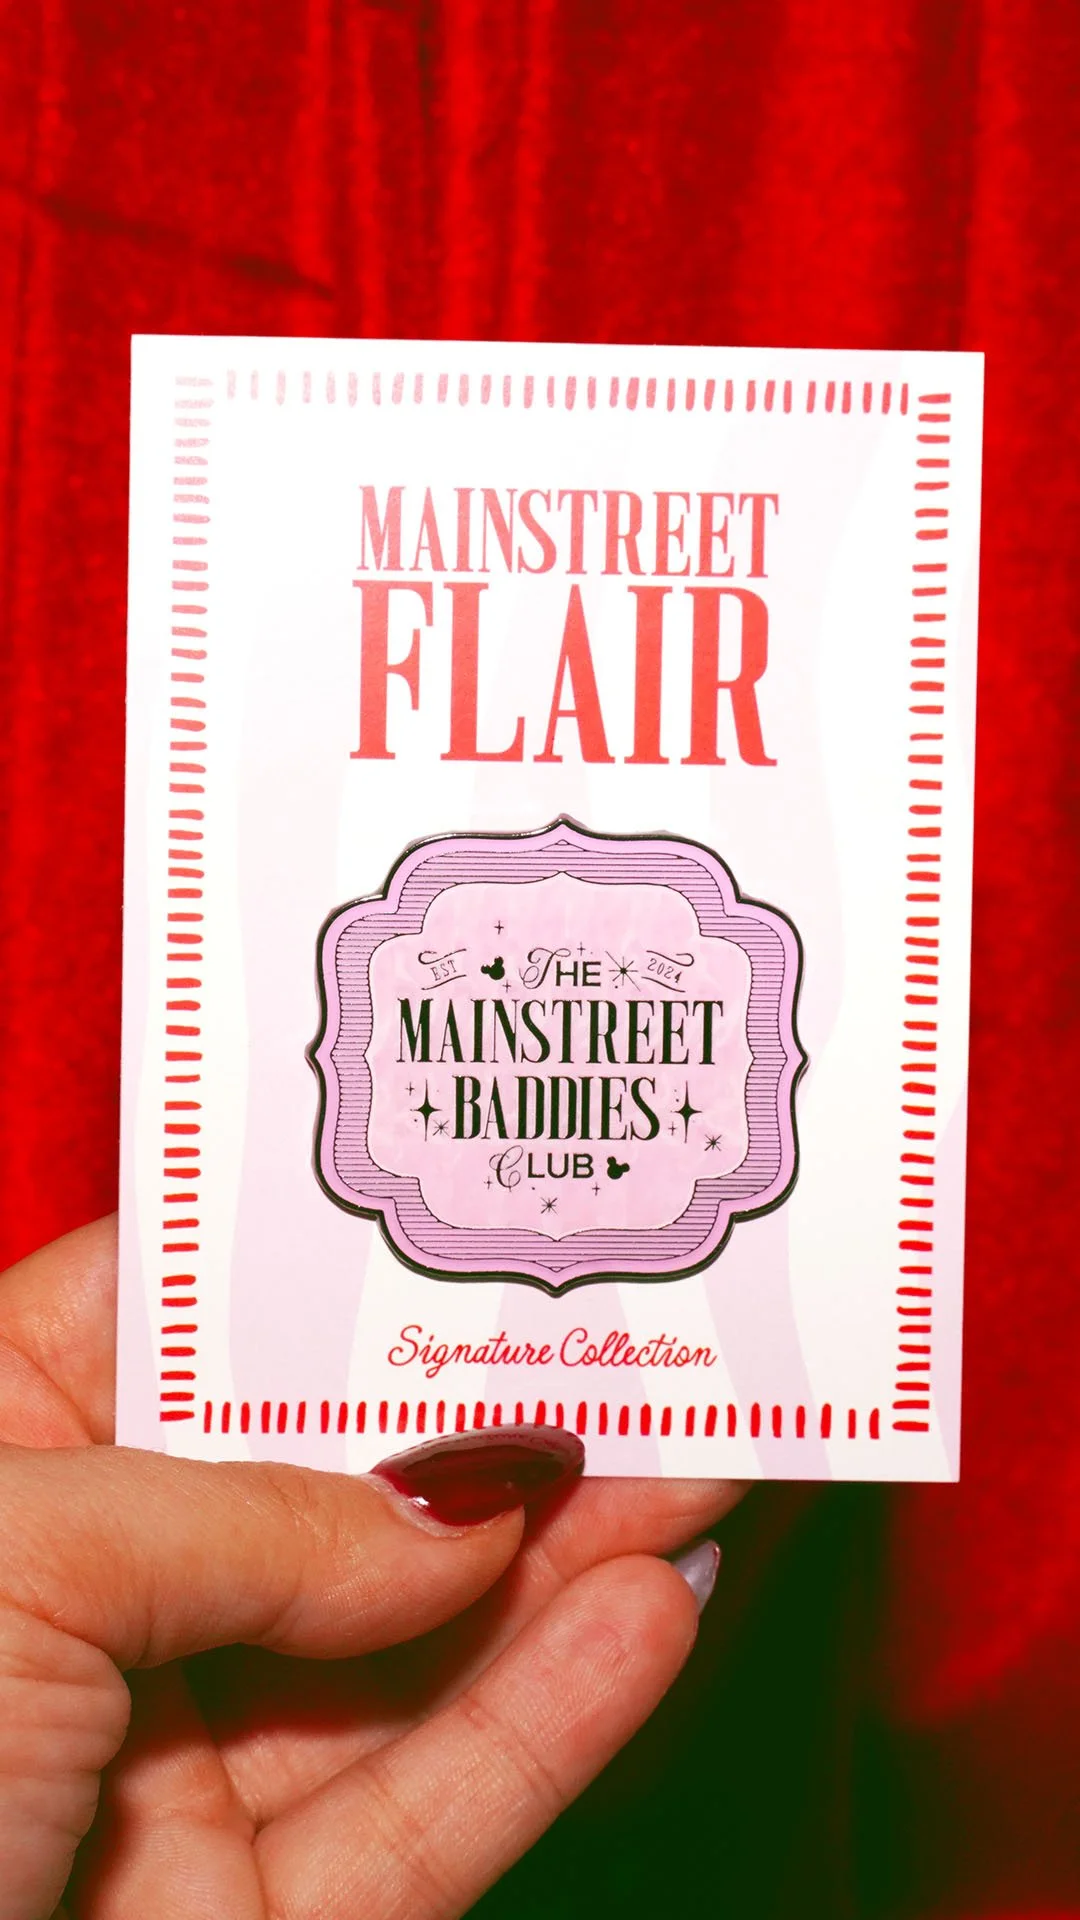 MAINSTREET
FLAIR
EST THE 2024
MAINSTREET
BADDIES
CLUB
Signature Collection